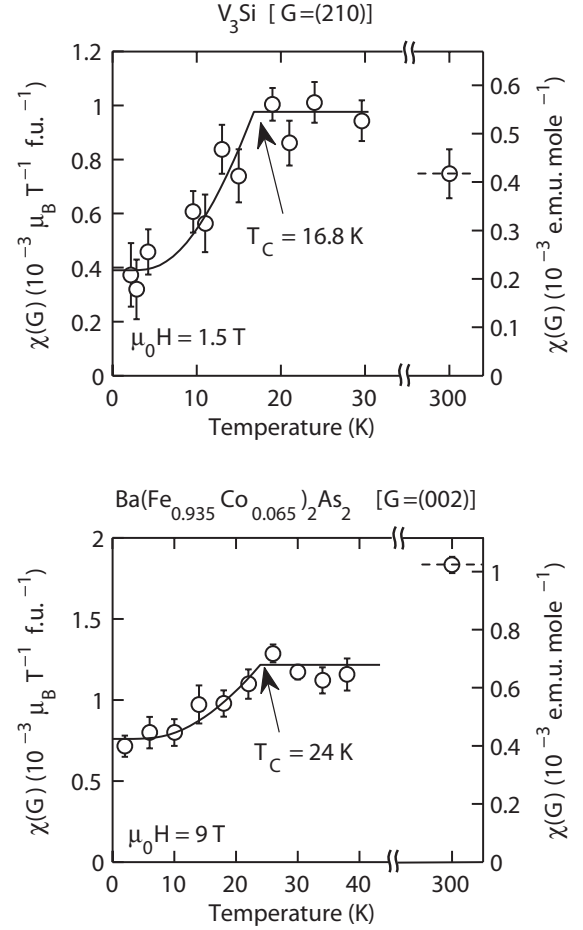 V3Si [ G=(210)]
1.2
1
0.8
0.6
0.4
0.2
0
0.6
0.5
0.4
0.3
0.2
0.1
0
χ(G) (10⁻³ μB T⁻¹ f.u. ⁻¹)
χ(G) (10⁻³ e.m.u. mole ⁻¹)
TC = 16.8 K
μ0H = 1.5 T
0 10 20 30 300
Temperature (K)
Ba(Fe0.935 Co0.065)2As2 [G=(002)]
2
1.5
1
0.5
0
1
0.8
0.6
0.4
0.2
0
χ(G) (10⁻³ μB T⁻¹ f.u. ⁻¹)
χ(G) (10⁻³ e.m.u. mole ⁻¹)
TC = 24 K
μ0H = 9 T
0 10 20 30 40 300
Temperature (K)